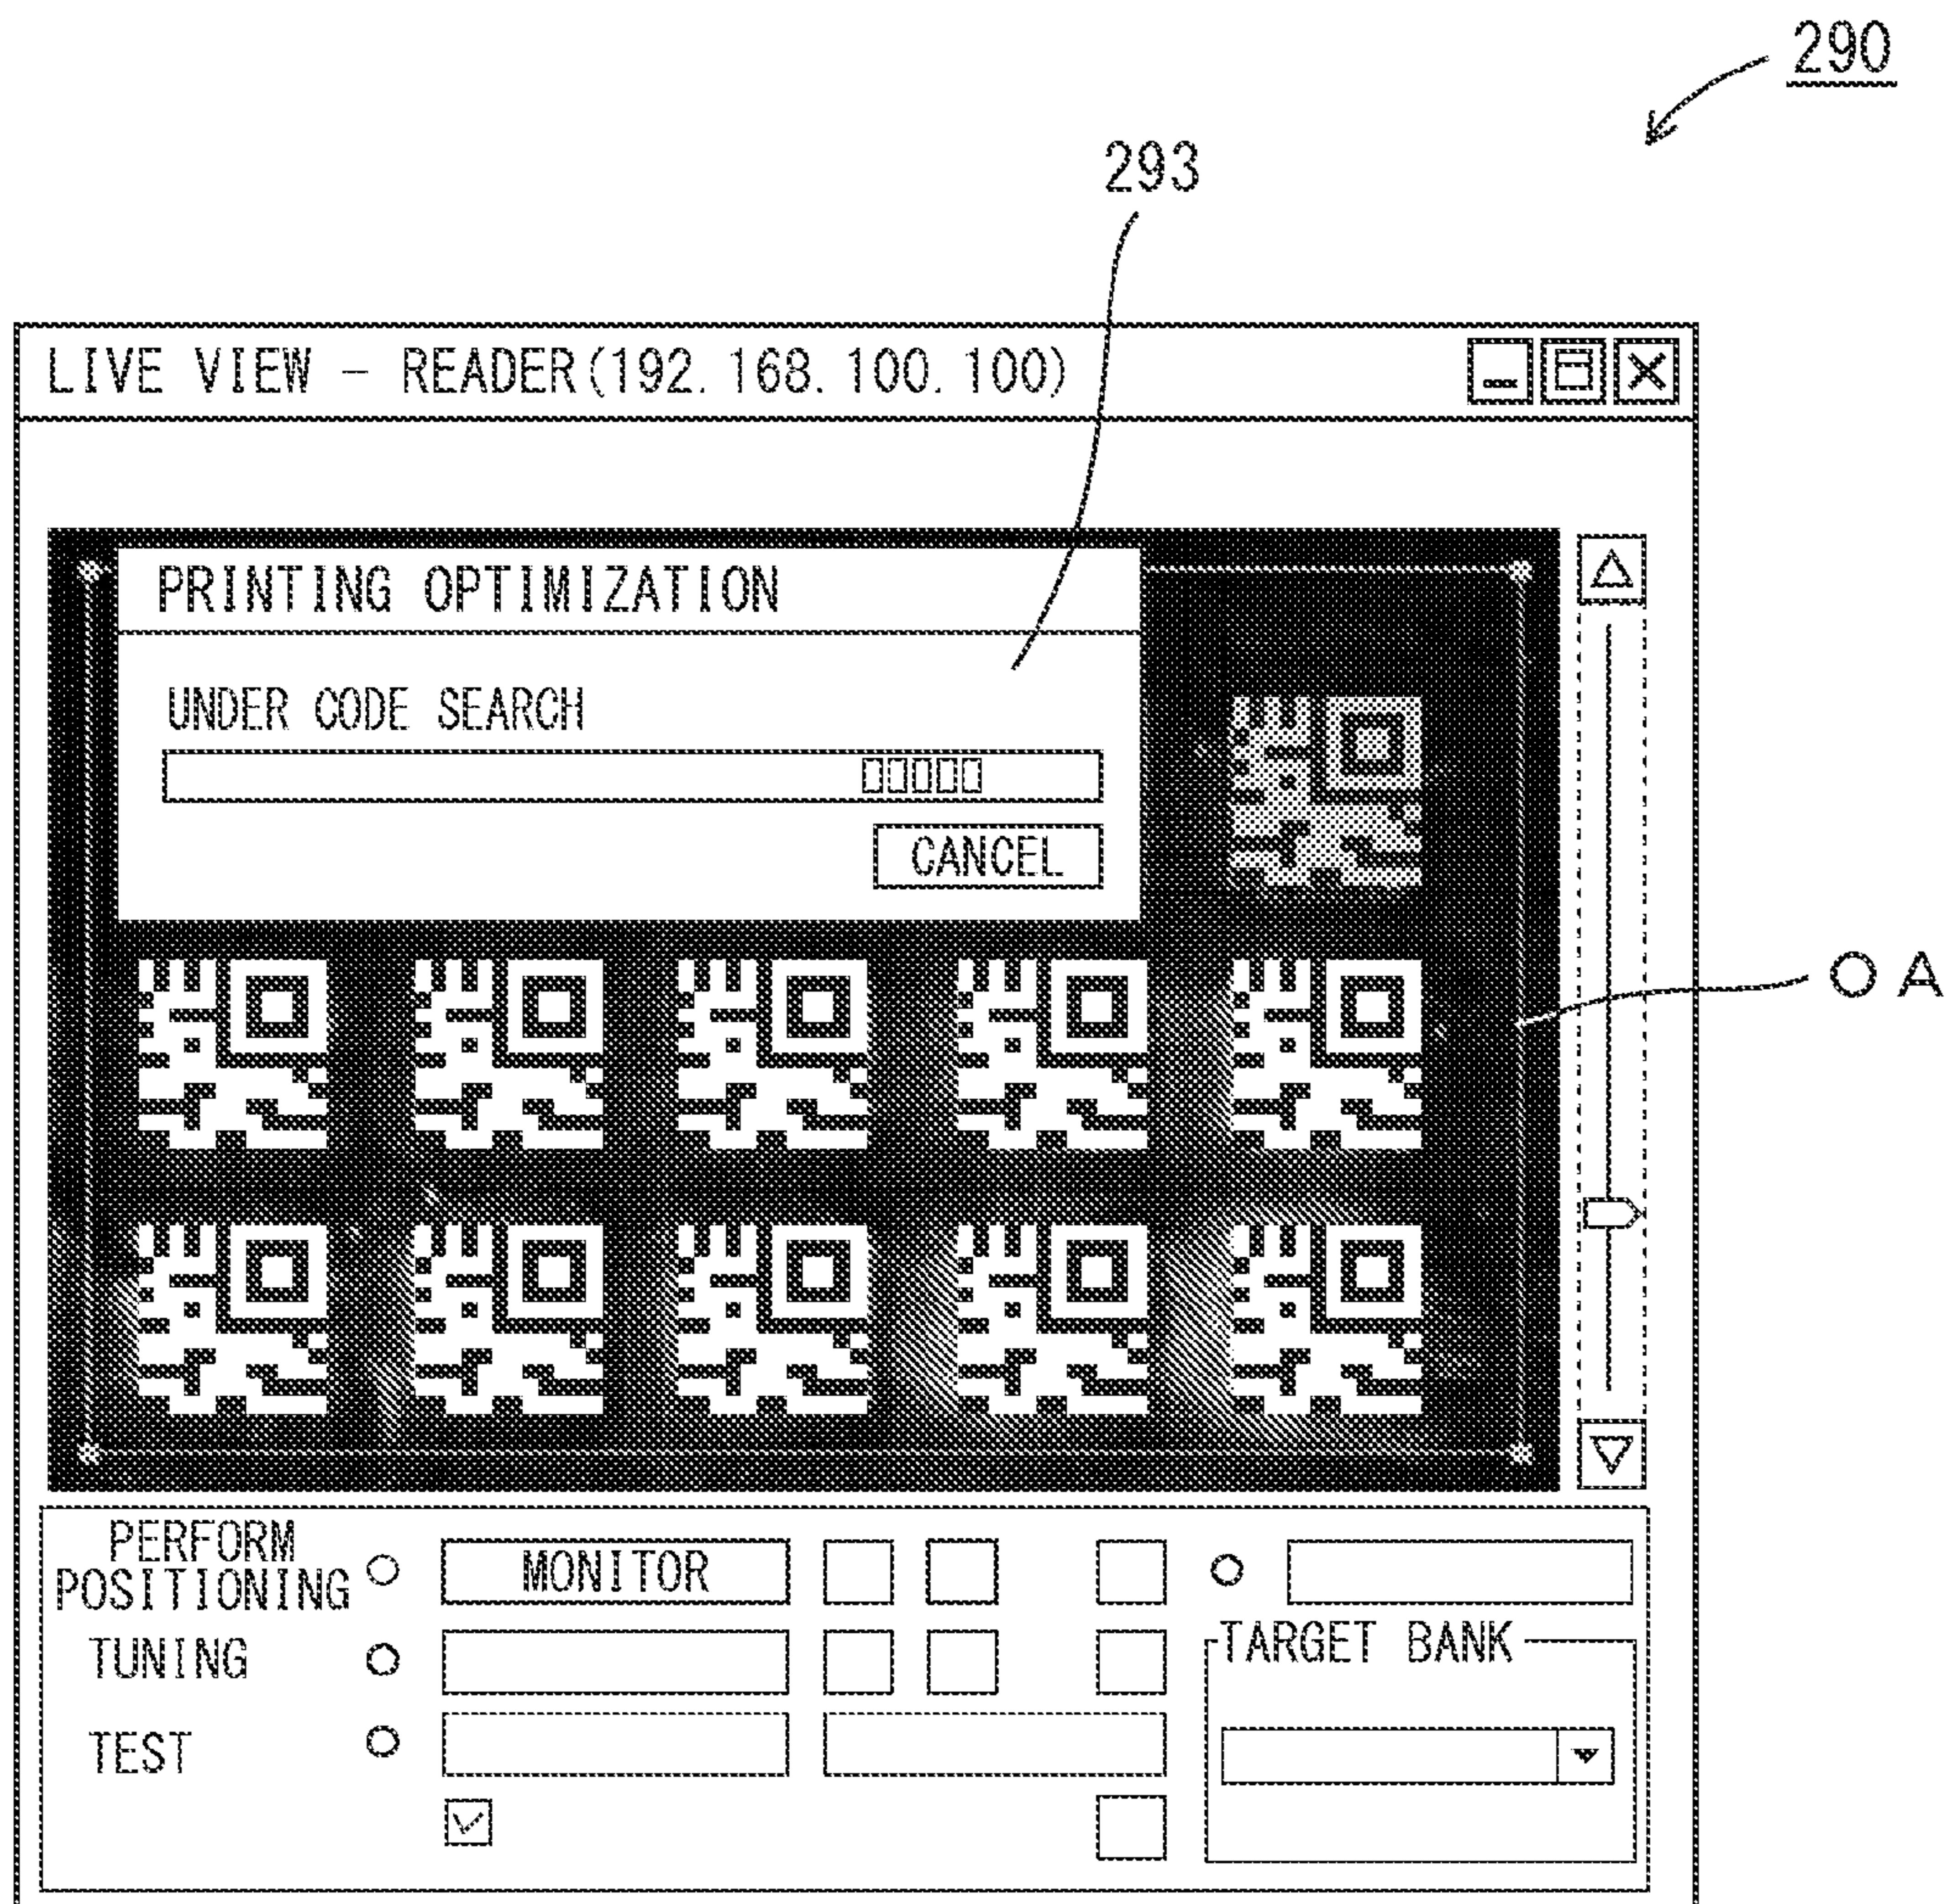 290
293
LIVE VIEW - READER(192.168.100.100)
PRINTING OPTIMIZATION
UNDER CODE SEARCH
CANCEL
OA
PERFORM
POSITIONING
MONITOR
TUNING
TARGET BANK
TEST